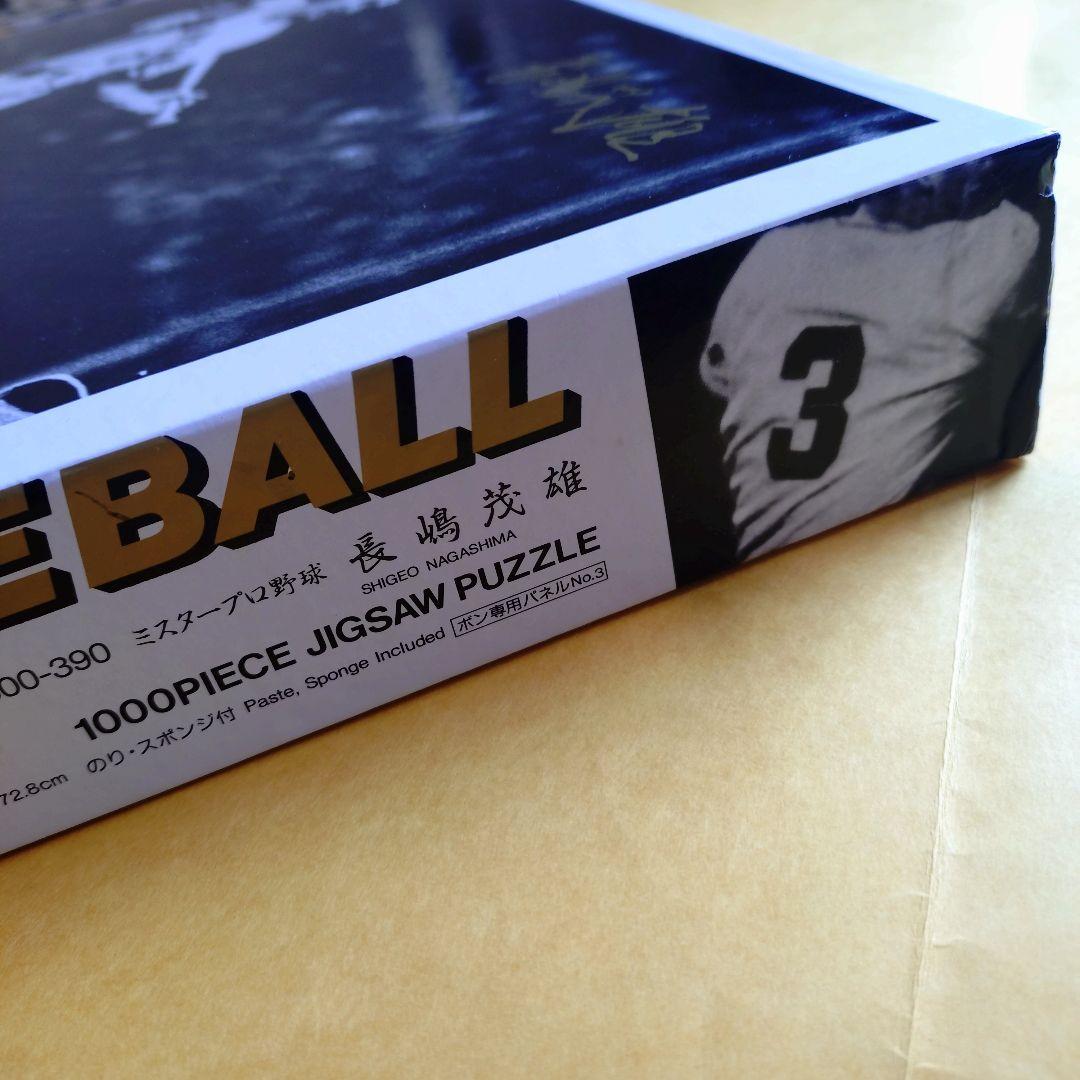 EBALL
00-390 ミスタープロ野球 長嶋茂雄
SHIGEO NAGASHIMA
1000PIECE JIGSAW PUZZLE
72.8cm のり・スポンジ付 Paste, Sponge Included ボン専用パネルNo.3
3